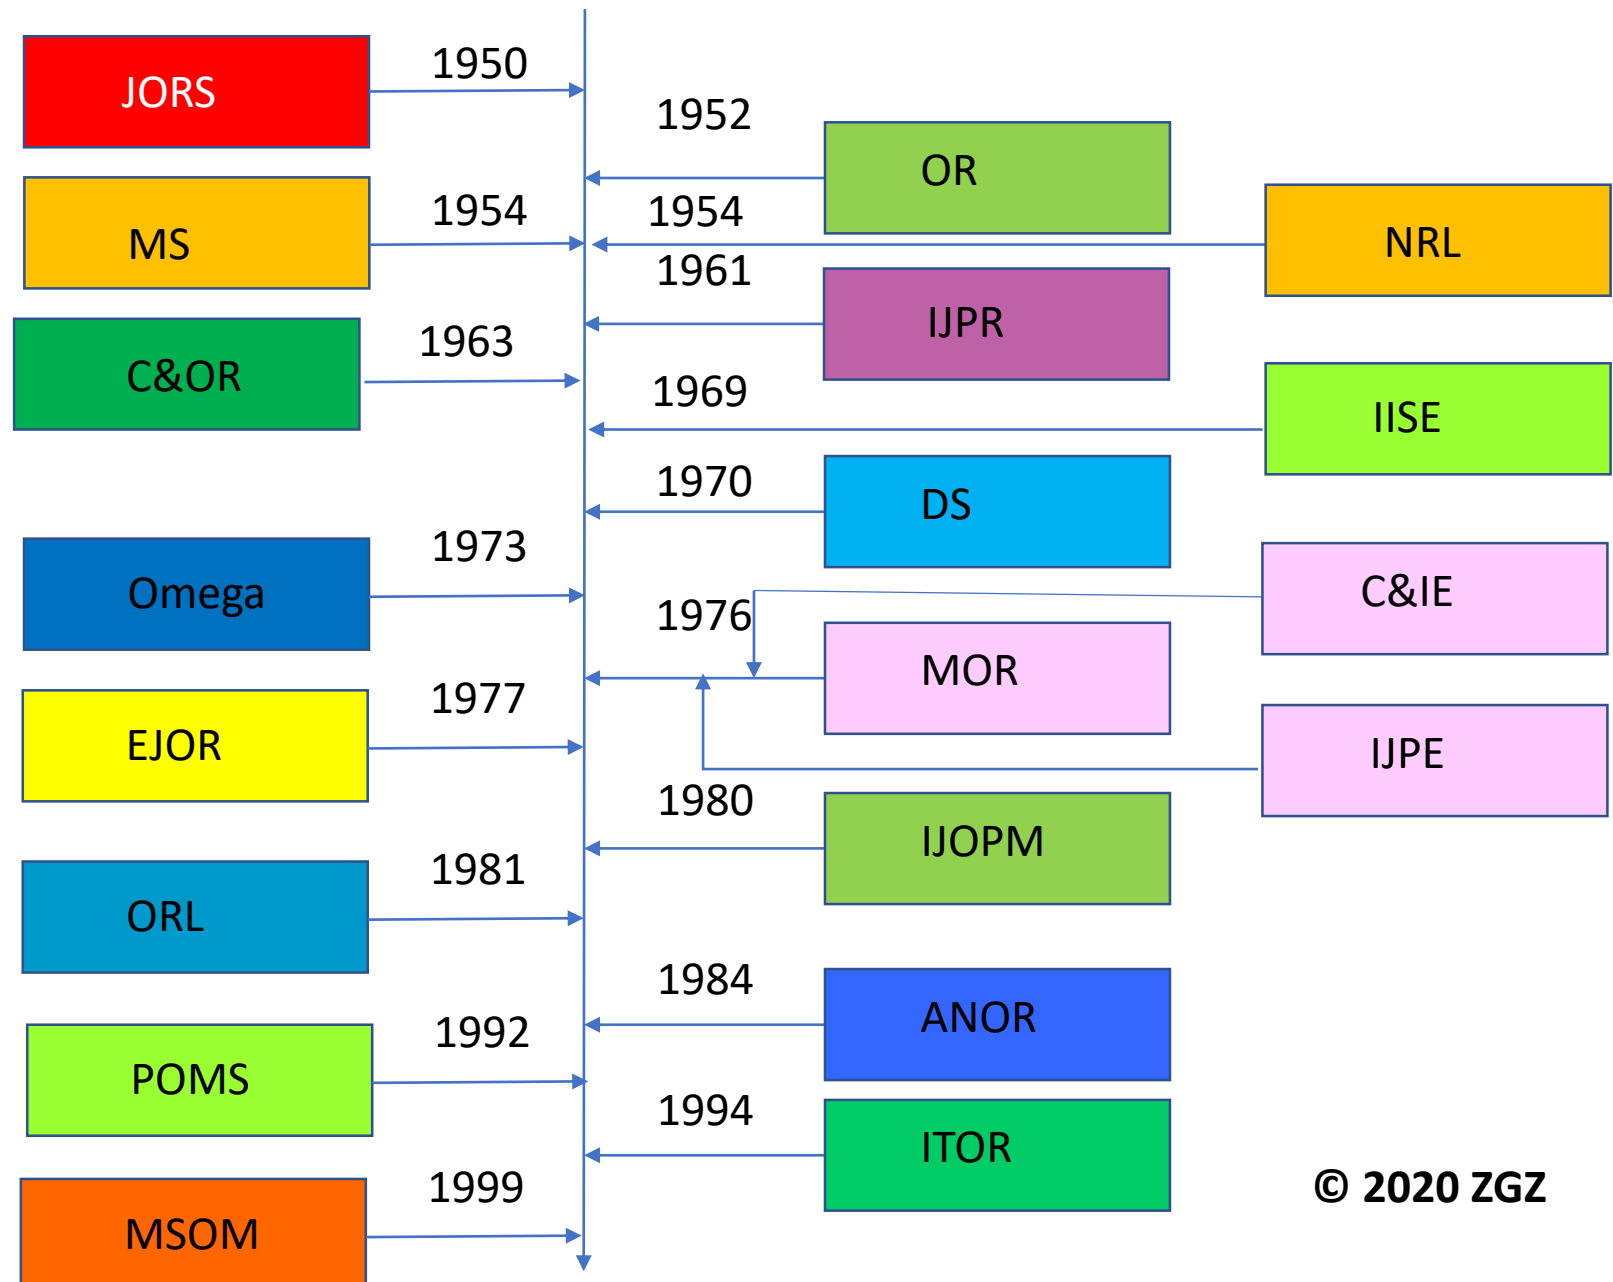 1950
JORS
1952
OR
1954
1954
MS
NRL
1961
IJPR
1963
C&OR
1969
IISE
1970
DS
1973
Omega
C&IE
1976
MOR
1977
EJOR
IJPE
1980
IJOPM
1981
ORL
1984
ANOR
1992
POMS
1994
ITOR
1999
© 2020 ZGZ
MSOM